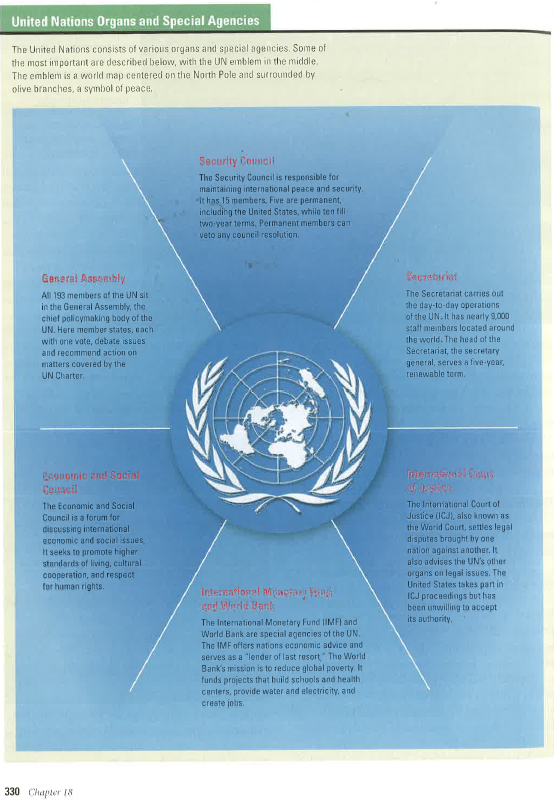 United Nations Organs and Special Agencies
The United Nations consists of various organs and special agencies. Some of
the most important are described below, with the UN emblem in the middle.
The emblem is a world map centered on the North Pole and surrounded by
olive branches, a symbol of peace.
Security Council
The Security Council is responsible for
maintaining international peace and security.
It has 15 members. Five are permanent,
including the United States, while ten fill
two-year terms. Permanent members can
veto any council resolution.
General Assembly
All 193 members of the UN sit
in the General Assembly, the
chief policymaking body of the
UN. Here member states, each
with one vote, debate issues
and recommend action on
matters covered by the
UN Charter.
Secretariat
The Secretariat carries out
the day-to-day operations
of the UN. It has nearly 9,000
staff members located around
the world. The head of the
Secretariat, the secretary
general, serves a five-year,
renewable term.
Economic and Social
Council
The Economic and Social
Council is a forum for
discussing international
economic and social issues.
It seeks to promote higher
standards of living, cultural
cooperation, and respect
for human rights.
International Court
of Justice
The International Court of
Justice (ICJ), also known as
the World Court, settles legal
disputes brought by one
nation against another. It
also advises the UN's other
organs on legal issues. The
United States takes part in
ICJ proceedings but has
been unwilling to accept
its authority.
International Monetary Fund
and World Bank
The International Monetary Fund (IMF) and
World Bank are special agencies of the UN.
The IMF offers nations economic advice and
serves as a "lender of last resort." The World
Bank's mission is to reduce global poverty. It
funds projects that build schools and health
centers, provide water and electricity, and
create jobs.
330 Chapter 18